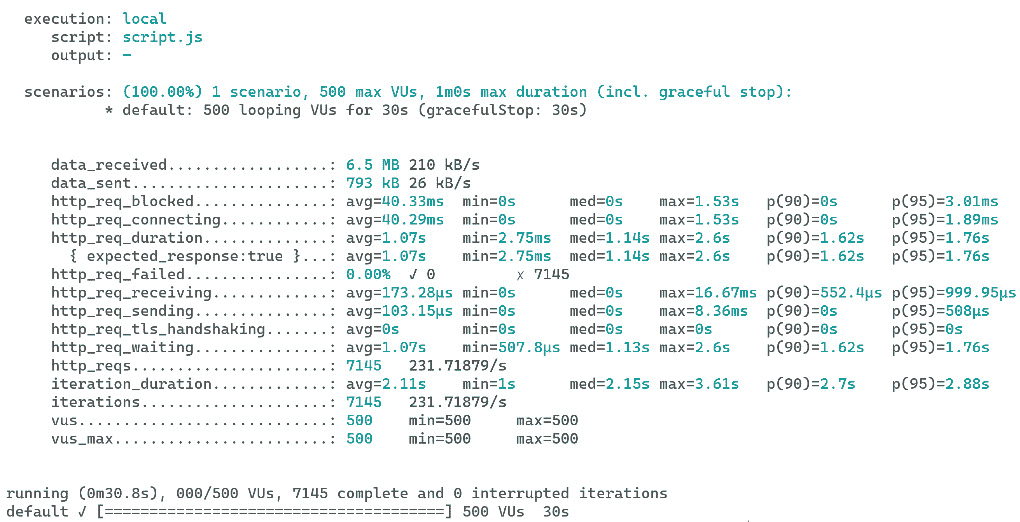 execution: local
script: script.js
output: -
scenarios: (100.00%) 1 scenario, 500 max VUs, 1m0s max duration (incl. graceful stop):
* default: 500 looping VUs for 30s (gracefulStop: 30s)
data_received..................: 6.5 MB 210 kB/s
data_sent......................: 793 kB 26 kB/s
http_req_blocked...............: avg=40.33ms min=0s med=0s max=1.53s p(90)=0s p(95)=3.01ms
http_req_connecting............: avg=40.29ms min=0s med=0s max=1.53s p(90)=0s p(95)=1.89ms
http_req_duration..............: avg=1.07s min=2.75ms med=1.14s max=2.6s p(90)=1.62s p(95)=1.76s
{ expected_response:true }...: avg=1.07s min=2.75ms med=1.14s max=2.6s p(90)=1.62s p(95)=1.76s
http_req_failed................: 0.00% ✓ 0 ✗ 7145
http_req_receiving.............: avg=173.28µs min=0s med=0s max=16.67ms p(90)=552.4µs p(95)=999.95µs
http_req_sending...............: avg=103.15µs min=0s med=0s max=8.36ms p(90)=0s p(95)=508µs
http_req_tls_handshaking.......: avg=0s min=0s med=0s max=0s p(90)=0s p(95)=0s
http_req_waiting...............: avg=1.07s min=507.8µs med=1.13s max=2.6s p(90)=1.62s p(95)=1.76s
http_reqs......................: 7145 231.71879/s
iteration_duration.............: avg=2.11s min=1s med=2.15s max=3.61s p(90)=2.7s p(95)=2.88s
iterations.....................: 7145 231.71879/s
vus............................: 500 min=500 max=500
vus_max........................: 500 min=500 max=500
running (0m30.8s), 000/500 VUs, 7145 complete and 0 interrupted iterations
default ✓ [======================================] 500 VUs 30s